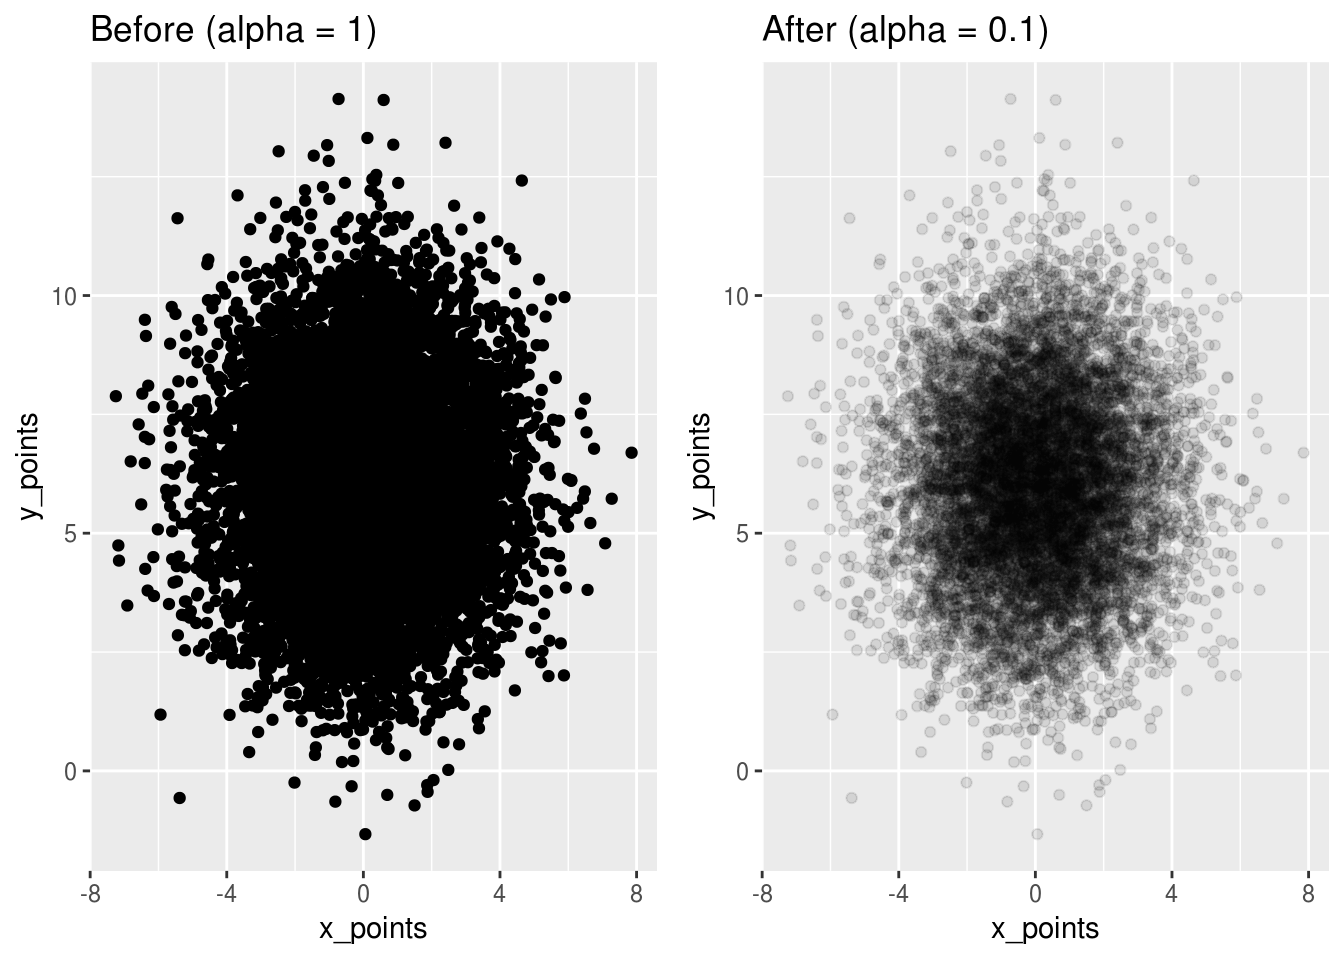 Before (alpha = 1)
y_points
10
5
0
-8 -4 0 4 8
x_points
After (alpha = 0.1)
y_points
10
5
0
-8 -4 0 4 8
x_points